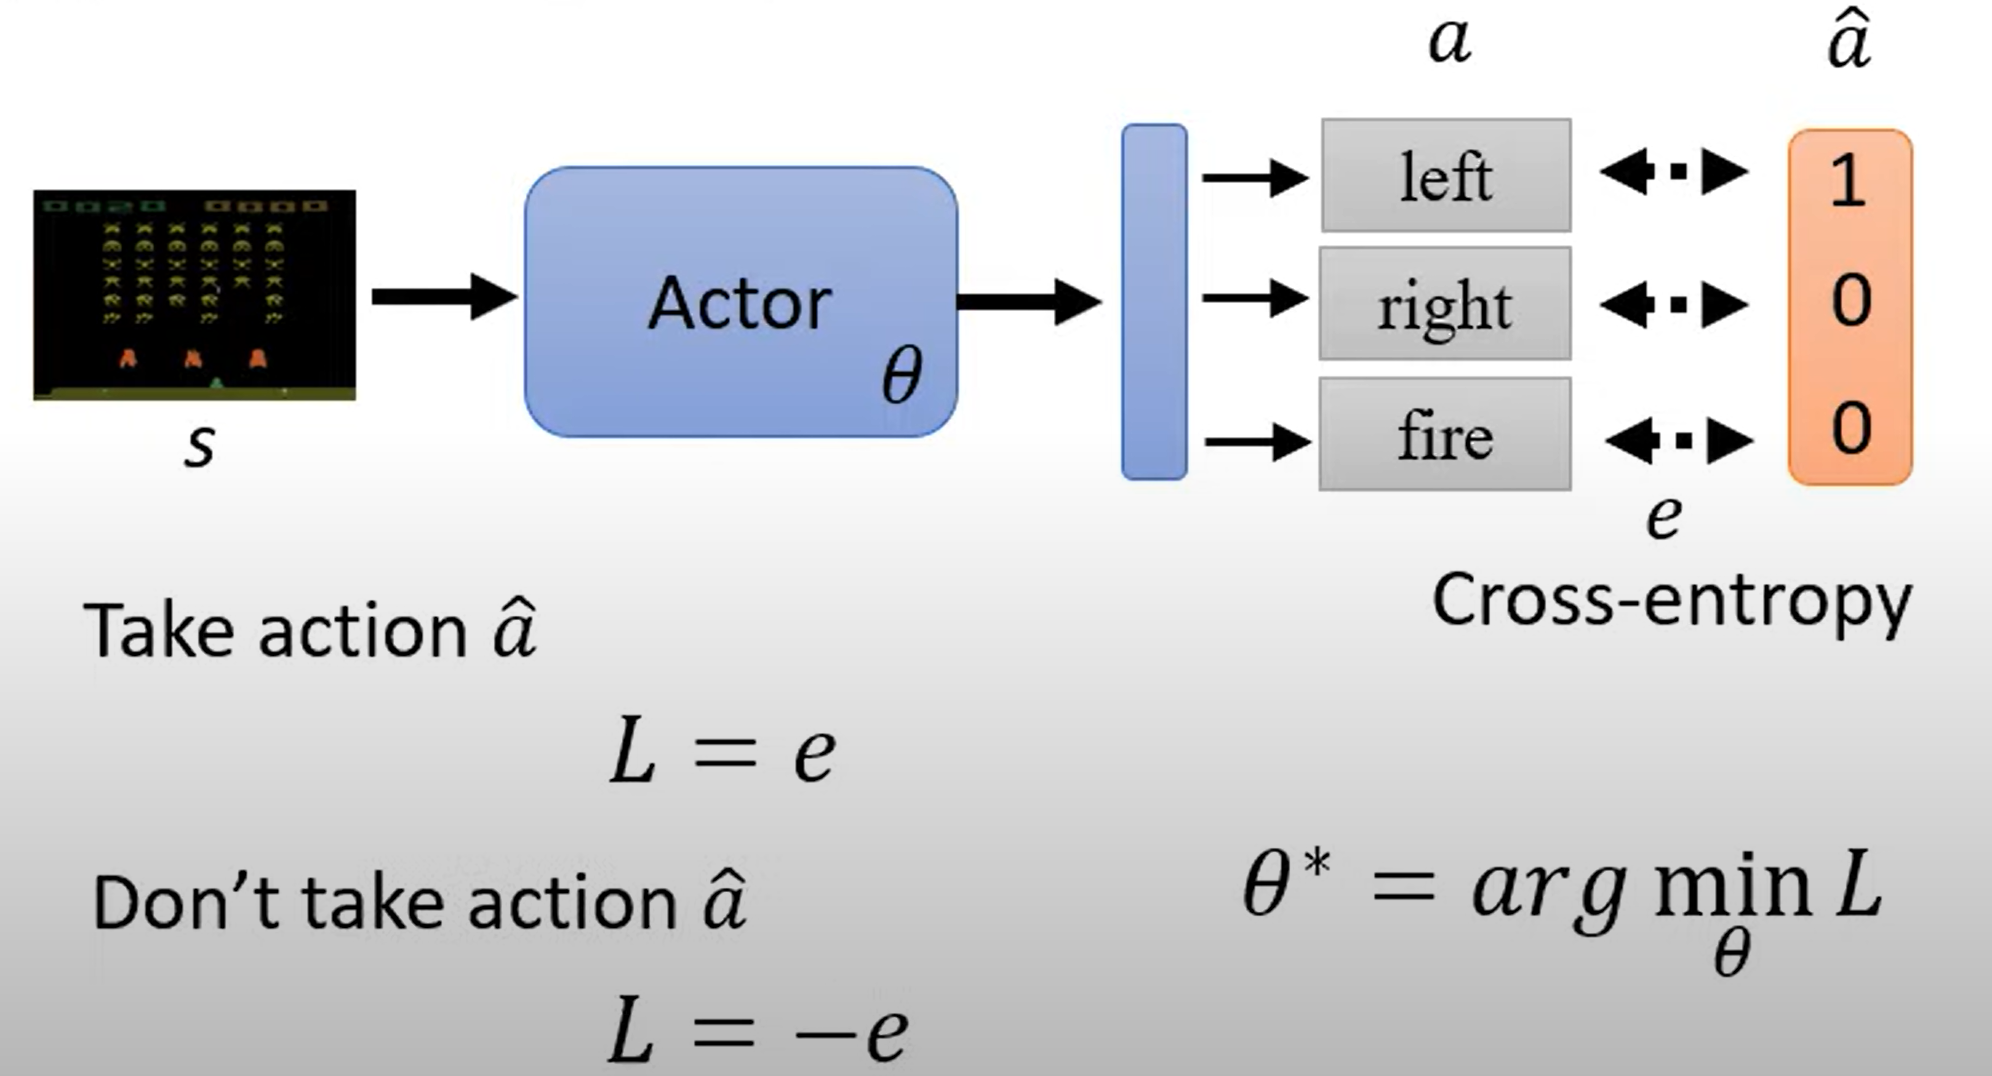 a â
left 1
Actor
θ
right 0
fire 0
s
e
Cross-entropy
Take action â
L = e
Don't take action â
θ* = arg min L
θ
L = −e